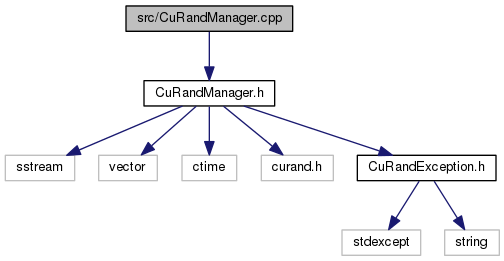 src/CuRandManager.cpp
CuRandManager.h
sstream
vector
ctime
curand.h
CuRandException.h
stdexcept
string